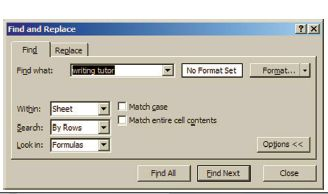 Find and Replace
Find Replace
Find what: writing tutor No Format Set Format...
Within: Sheet Match case
Match entire cell contents
Search: By Rows
Look in: Formulas Options <<
Find All Find Next Close